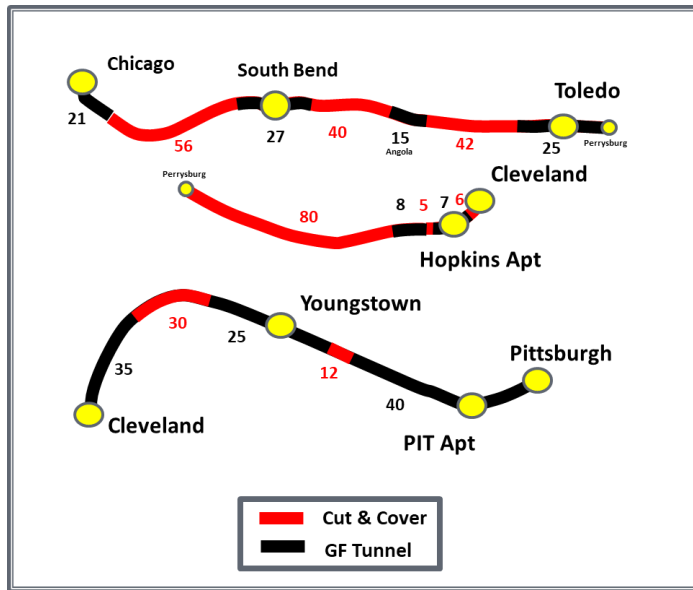 Chicago
South Bend
Toledo
21
56
27
40
15
Angola
42
25
Perrysburg
Perrysburg
Cleveland
80
8
5
7
6
Hopkins Apt
Youngstown
30
25
35
12
40
Pittsburgh
Cleveland
PIT Apt
Cut & Cover
GF Tunnel